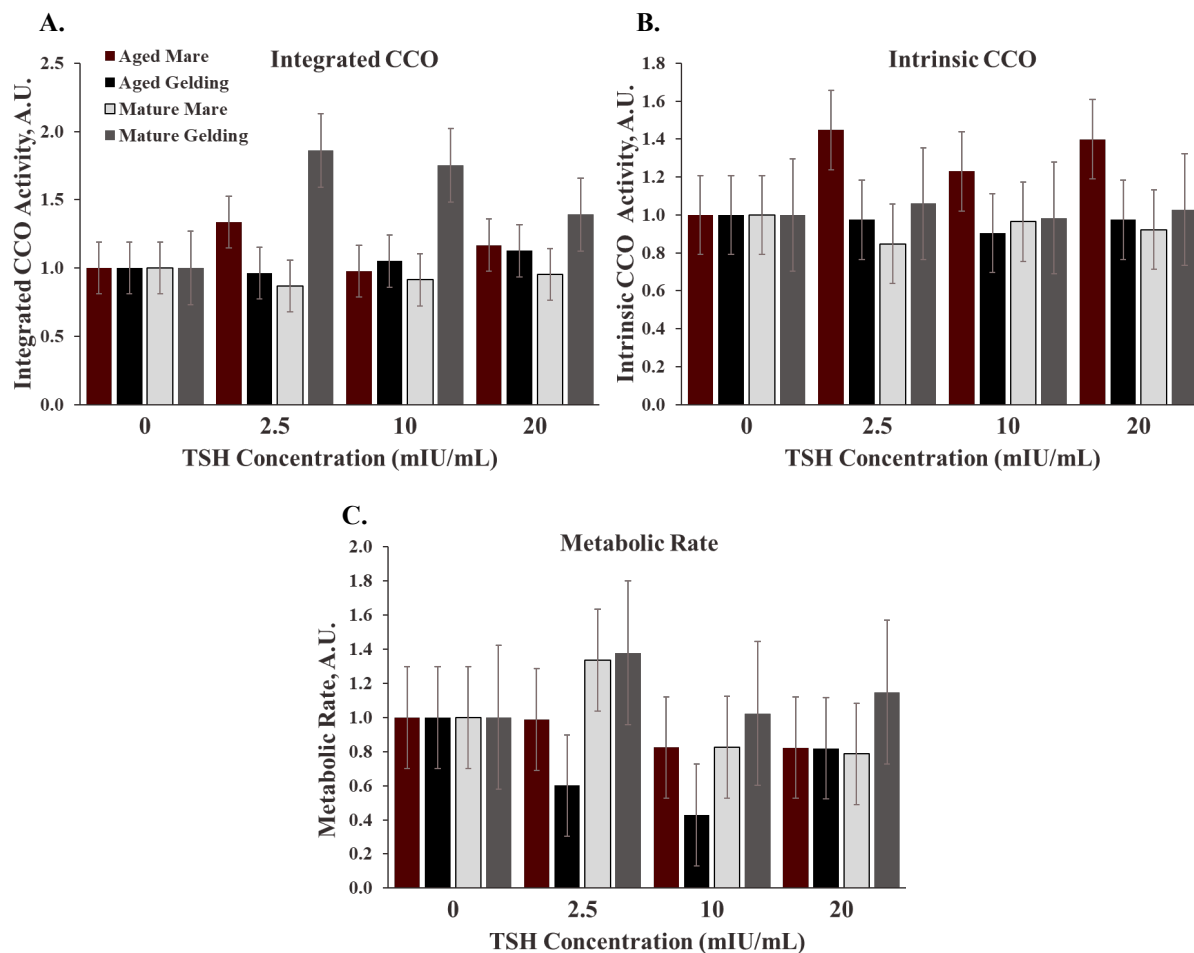 A.
Integrated CCO
Aged Mare
Aged Gelding
Mature Mare
Mature Gelding
Integrated CCO Activity, A.U.
2.5
2.0
1.5
1.0
0.5
0.0
0 2.5 10 20
TSH Concentration (mIU/mL)
B.
Intrinsic CCO
Intrinsic CCO Activity, A.U.
1.8
1.6
1.4
1.2
1.0
0.8
0.6
0.4
0.2
0.0
0 2.5 10 20
TSH Concentration (mIU/mL)
C.
Metabolic Rate
Metabolic Rate, A.U.
2.0
1.8
1.6
1.4
1.2
1.0
0.8
0.6
0.4
0.2
0.0
0 2.5 10 20
TSH Concentration (mIU/mL)